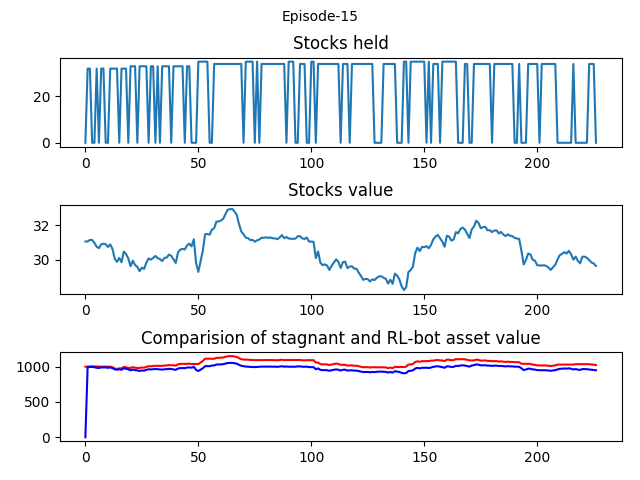 Episode-15
Stocks held
20
0
0 50 100 150 200
Stocks value
32
30
0 50 100 150 200
Comparision of stagnant and RL-bot asset value
1000
500
0
0 50 100 150 200